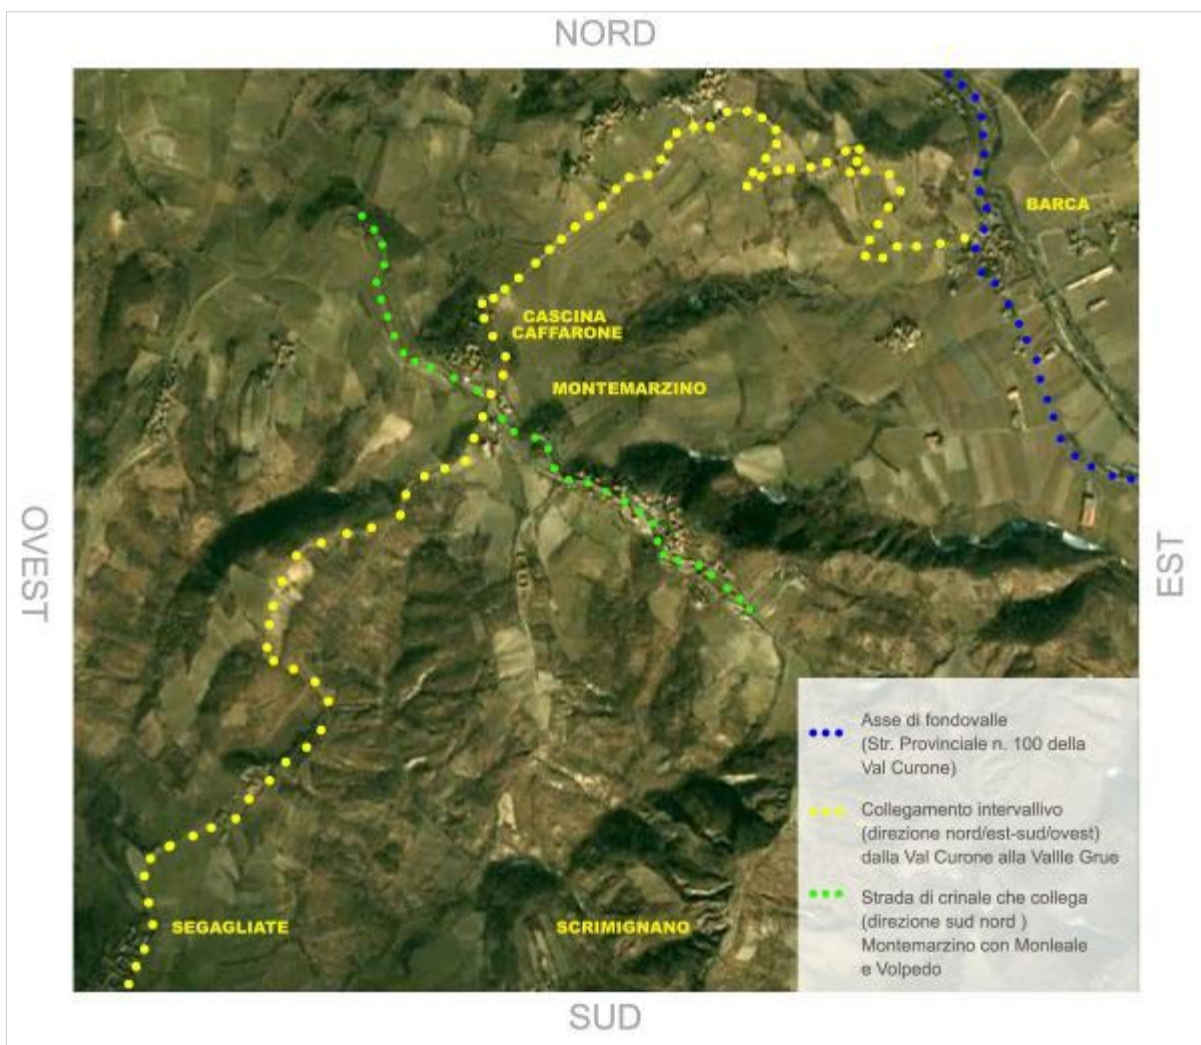 NORD
BARCA
CASCINA
CAFFARONE
MONTEMARZINO
OVEST
EST
Asse di fondovalle
(Str. Provinciale n. 100 della
Val Curone)
Collegamento intervallivo
(direzione nord/est-sud/ovest)
dalla Val Curone alla Vallle Grue
Strada di crinale che collega
(direzione sud nord )
Montemarzino con Monleale
e Volpedo
SEGAGLIATE
SCRIMIGNANO
SUD